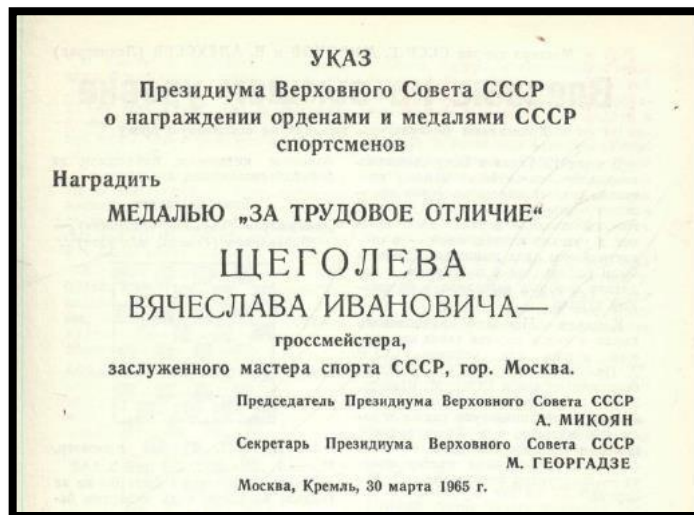 УКАЗ
Президиума Верховного Совета СССР
о награждении орденами и медалями СССР
спортсменов
Наградить
МЕДАЛЬЮ „ЗА ТРУДОВОЕ ОТЛИЧИЕ“
ЩЕГОЛЕВА
ВЯЧЕСЛАВА ИВАНОВИЧА—
гроссмейстера,
заслуженного мастера спорта СССР, гор. Москва.
Председатель Президиума Верховного Совета СССР
А. МИКОЯН
Секретарь Президиума Верховного Совета СССР
М. ГЕОРГАДЗЕ
Москва, Кремль, 30 марта 1965 г.